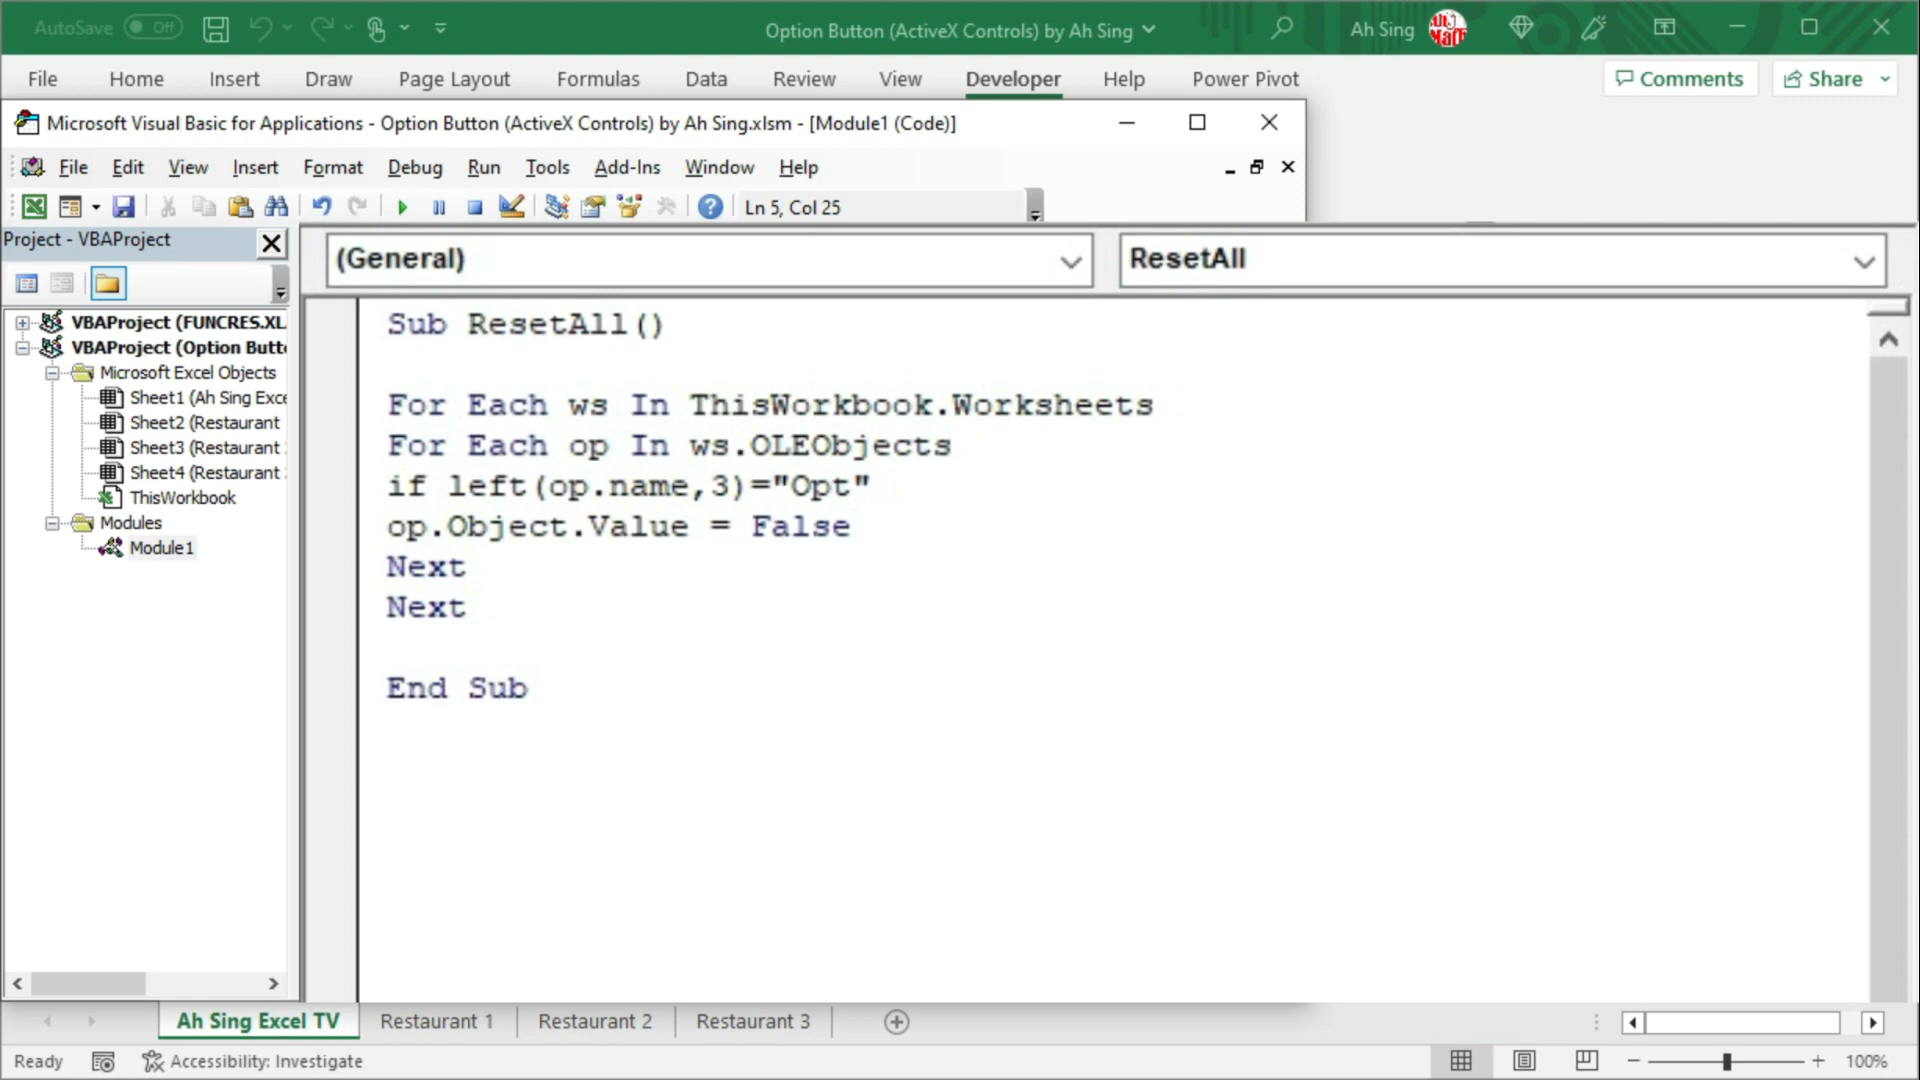 AutoSave Off
Option Button (ActiveX Controls) by Ah Sing
Ah Sing
File Home Insert Draw Page Layout Formulas Data Review View Developer Help Power Pivot
Comments Share
Microsoft Visual Basic for Applications - Option Button (ActiveX Controls) by Ah Sing.xlsm - [Module1 (Code)]
File Edit View Insert Format Debug Run Tools Add-Ins Window Help
Ln 5, Col 25
Project - VBAProject
(General)
ResetAll
VBAProject (FUNCRES.XL
VBAProject (Option Butt
Microsoft Excel Objects
Sheet1 (Ah Sing Exce
Sheet2 (Restaurant
Sheet3 (Restaurant
Sheet4 (Restaurant
ThisWorkbook
Modules
Module1
Sub ResetAll()
For Each ws In ThisWorkbook.Worksheets
For Each op In ws.OLEObjects
if left(op.name,3)="Opt"
op.Object.Value = False
Next
Next
End Sub
Ah Sing Excel TV Restaurant 1 Restaurant 2 Restaurant 3
Ready Accessibility: Investigate
100%